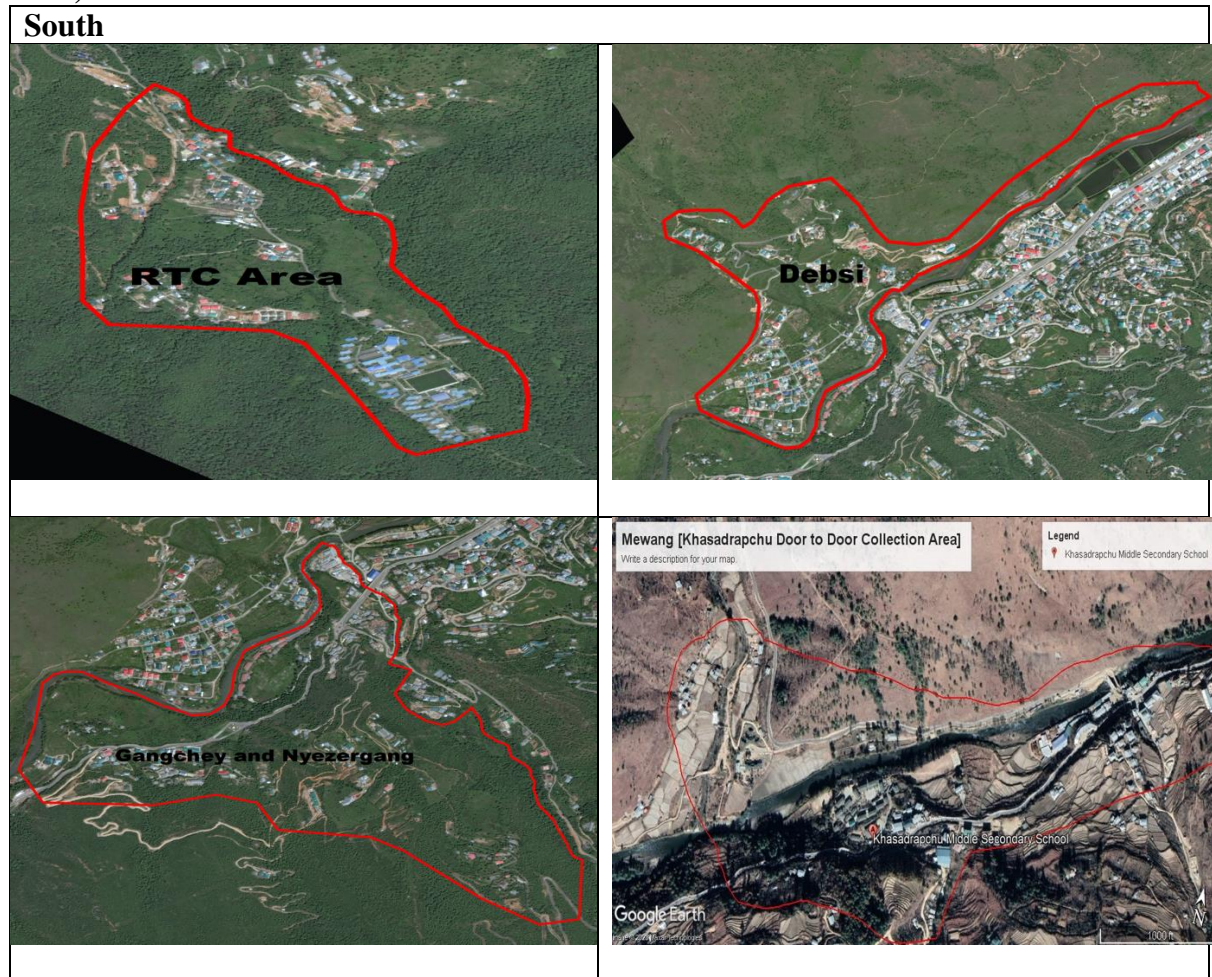 South
RTC Area
Debsi
Gangchey and Nyezergang
Mewang [Khasadrapchu Door to Door Collection Area]
Write a description for your map.
Legend
Khasadrapchu Middle Secondary School
Khasadrapchu Middle Secondary School
Google Earth
N
1000 ft